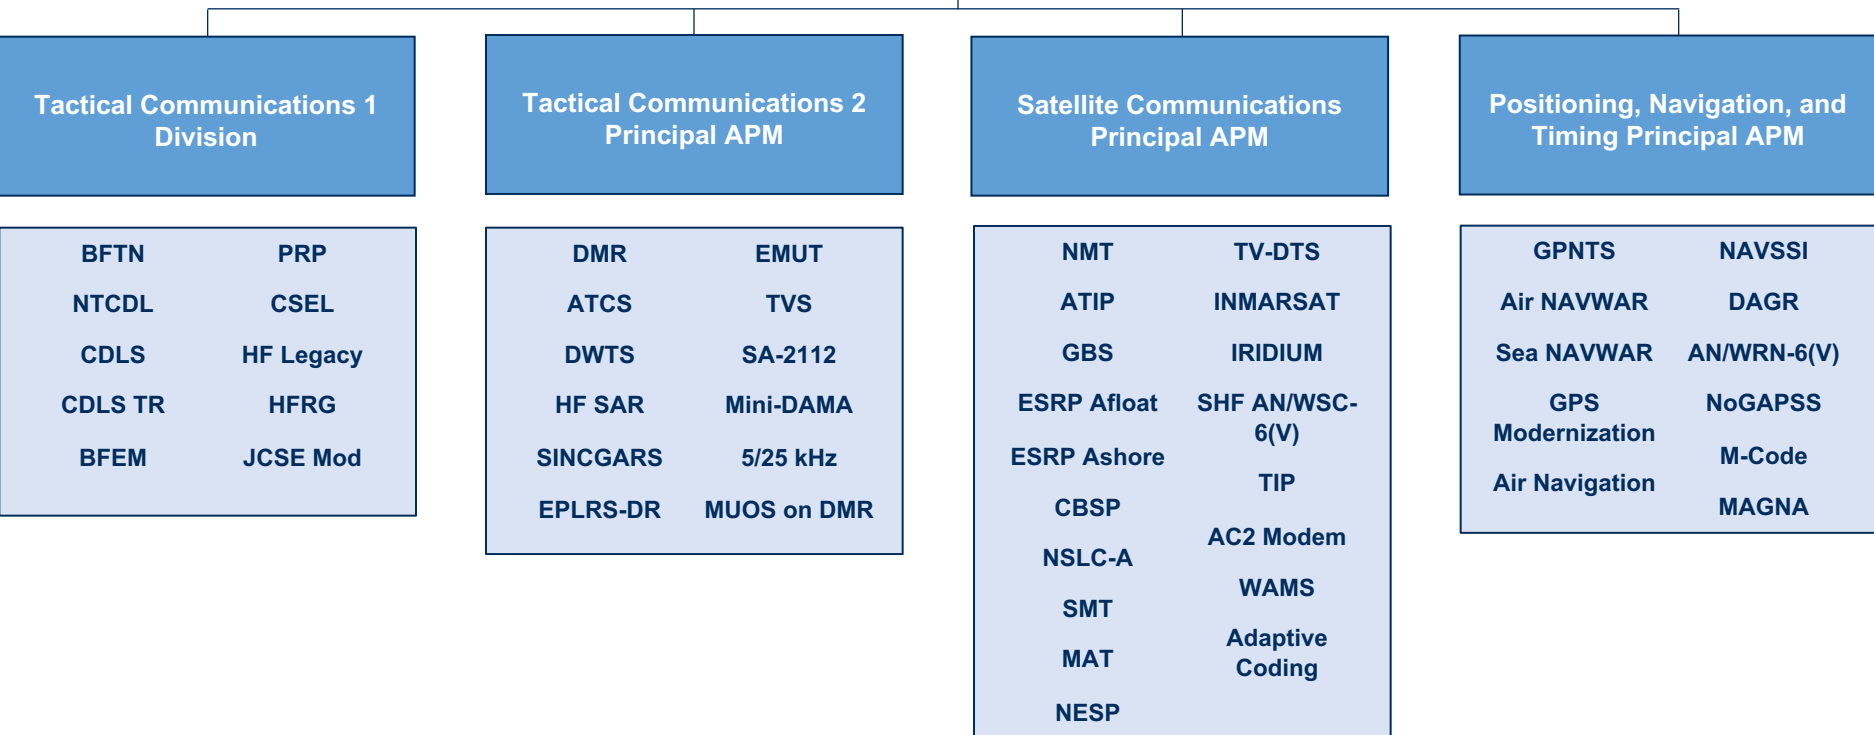 Tactical Communications 1
Division
BFTN
NTCDL
CDLS
CDLS TR
BFEM
PRP
CSEL
HF Legacy
HFRG
JCSE Mod
Tactical Communications 2
Principal APM
DMR
ATCS
DWTS
HF SAR
SINCGARS
EPLRS-DR
EMUT
TVS
SA-2112
Mini-DAMA
5/25 kHz
MUOS on DMR
Satellite Communications
Principal APM
NMT
ATIP
GBS
ESRP Afloat
ESRP Ashore
CBSP
NSLC-A
SMT
MAT
NESP
TV-DTS
INMARSAT
IRIDIUM
SHF AN/WSC-
6(V)
TIP
AC2 Modem
WAMS
Adaptive
Coding
Positioning, Navigation, and
Timing Principal APM
GPNTS
Air NAVWAR
Sea NAVWAR
GPS
Modernization
Air Navigation
NAVSSI
DAGR
AN/WRN-6(V)
NoGAPSS
M-Code
MAGNA